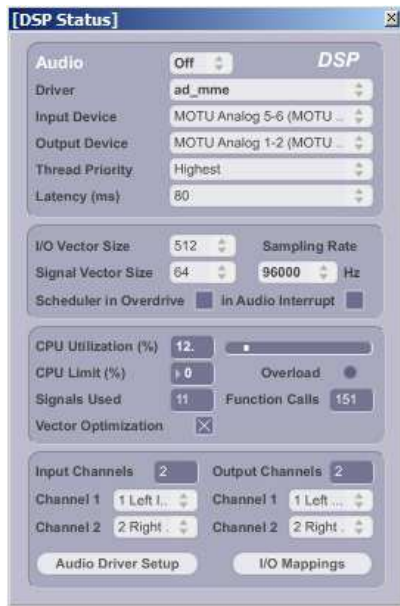 [DSP Status]
Audio Off DSP
Driver ad_mme
Input Device MOTU Analog 5-6 (MOTU ..
Output Device MOTU Analog 1-2 (MOTU ..
Thread Priority Highest
Latency (ms) 80
I/O Vector Size 512 Sampling Rate
Signal Vector Size 64 96000 Hz
Scheduler in Overdrive in Audio Interrupt
CPU Utilization (%) 12.
CPU Limit (%) 0 Overload
Signals Used 11 Function Calls 151
Vector Optimization
Input Channels 2 Output Channels 2
Channel 1 1 Left I.. Channel 1 1 Left ...
Channel 2 2 Right . Channel 2 2 Right .
Audio Driver Setup I/O Mappings